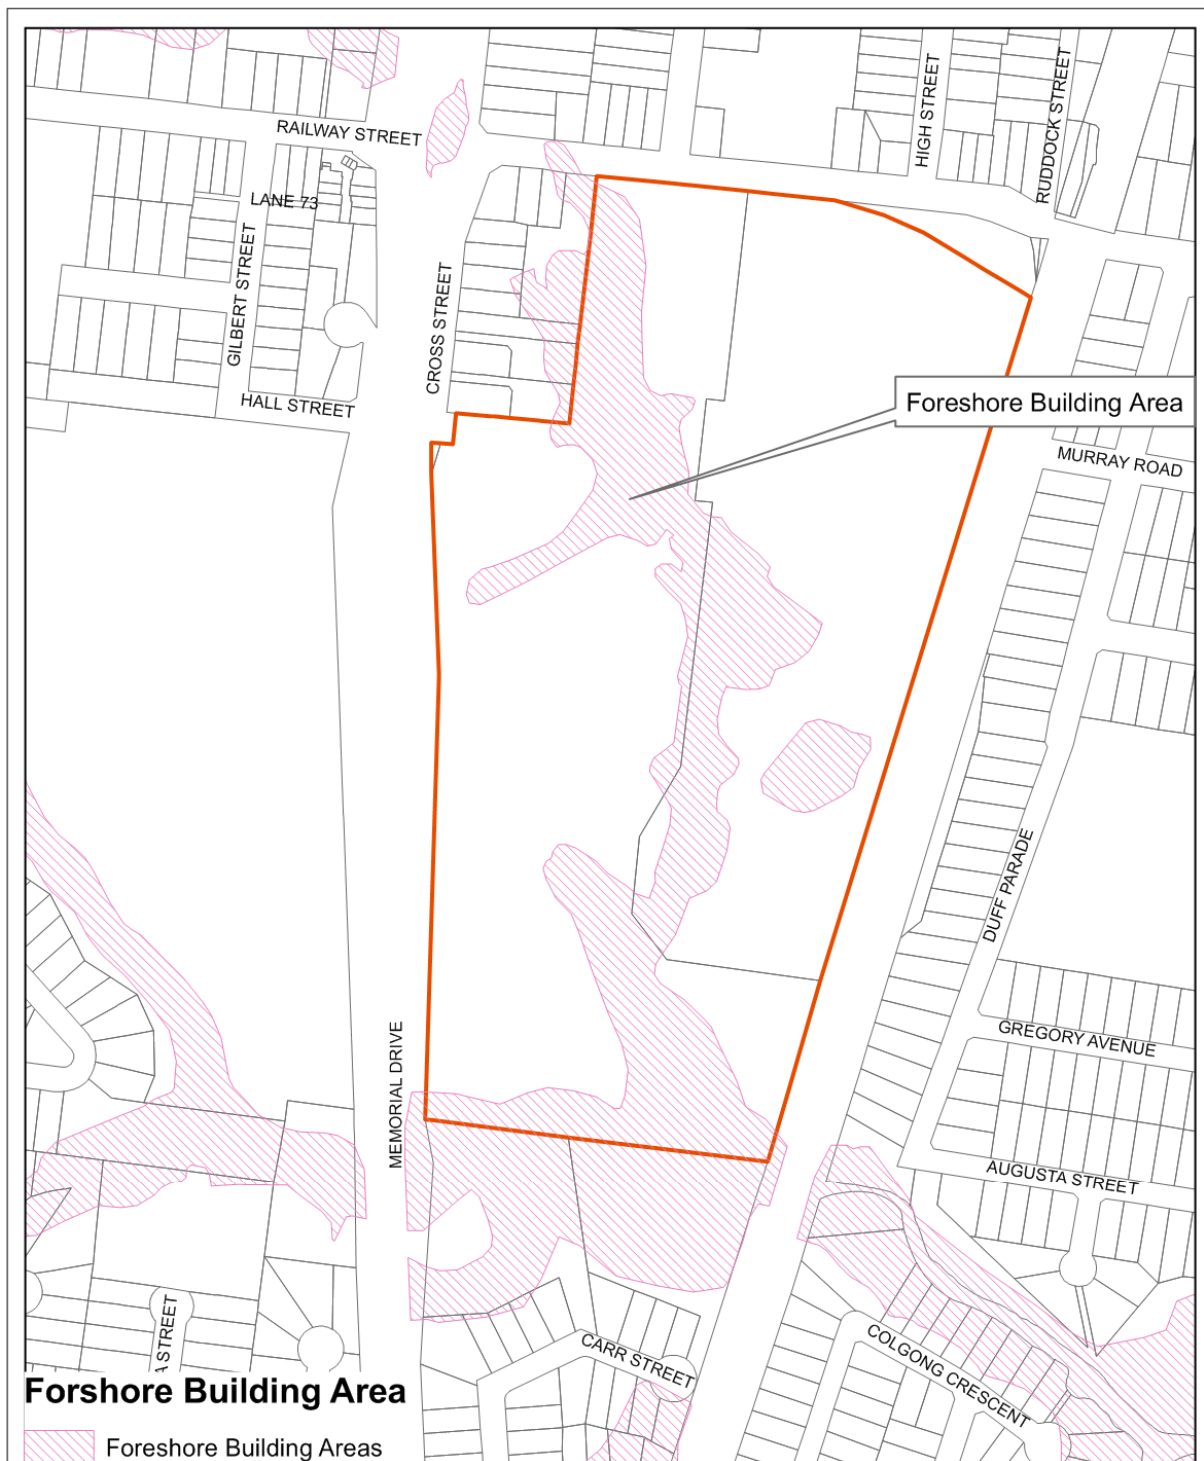 RAILWAY STREET
HIGH STREET
RUDDOCK STREET
LANE 73
GILBERT STREET
CROSS STREET
HALL STREET
Foreshore Building Area
MURRAY ROAD
DUFF PARADE
MEMORIAL DRIVE
GREGORY AVENUE
AUGUSTA STREET
A STREET
CARR STREET
COLGONG CRESCENT
Forshore Building Area
Foreshore Building Areas